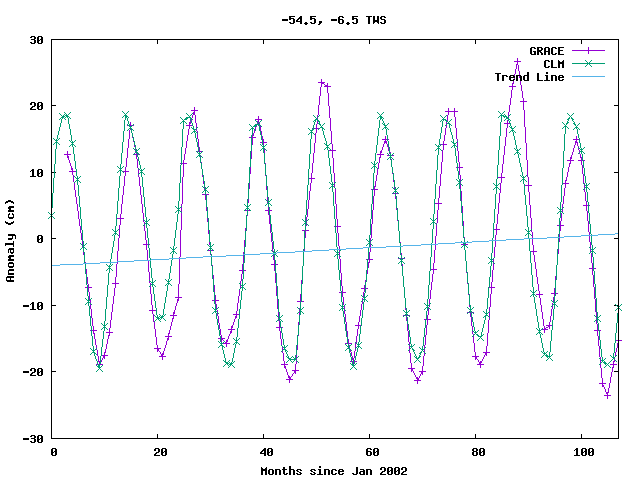 -54.5, -6.5 TWS
GRACE
CLM
Trend Line
30
20
10
0
-10
-20
-30
Anomaly (cm)
0 20 40 60 80 100
Months since Jan 2002